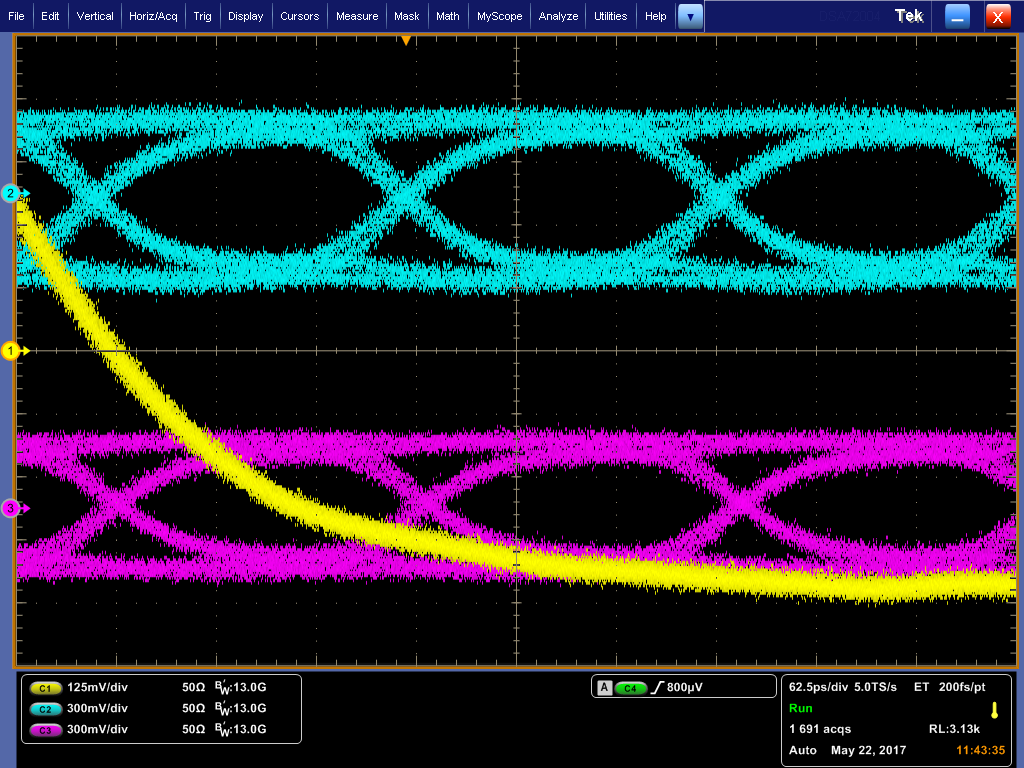 File Edit Vertical Horiz/Acq Trig Display Cursors Measure Mask Math MyScope Analyze Utilities Help Tek X
2
1
3
C1 125mV/div 50Ω BW:13.0G
C2 300mV/div 50Ω BW:13.0G
C3 300mV/div 50Ω BW:13.0G
A C4 800µV
62.5ps/div 5.0TS/s ET 200fs/pt
Run
1 691 acqs RL:3.13k
Auto May 22, 2017 11:43:35